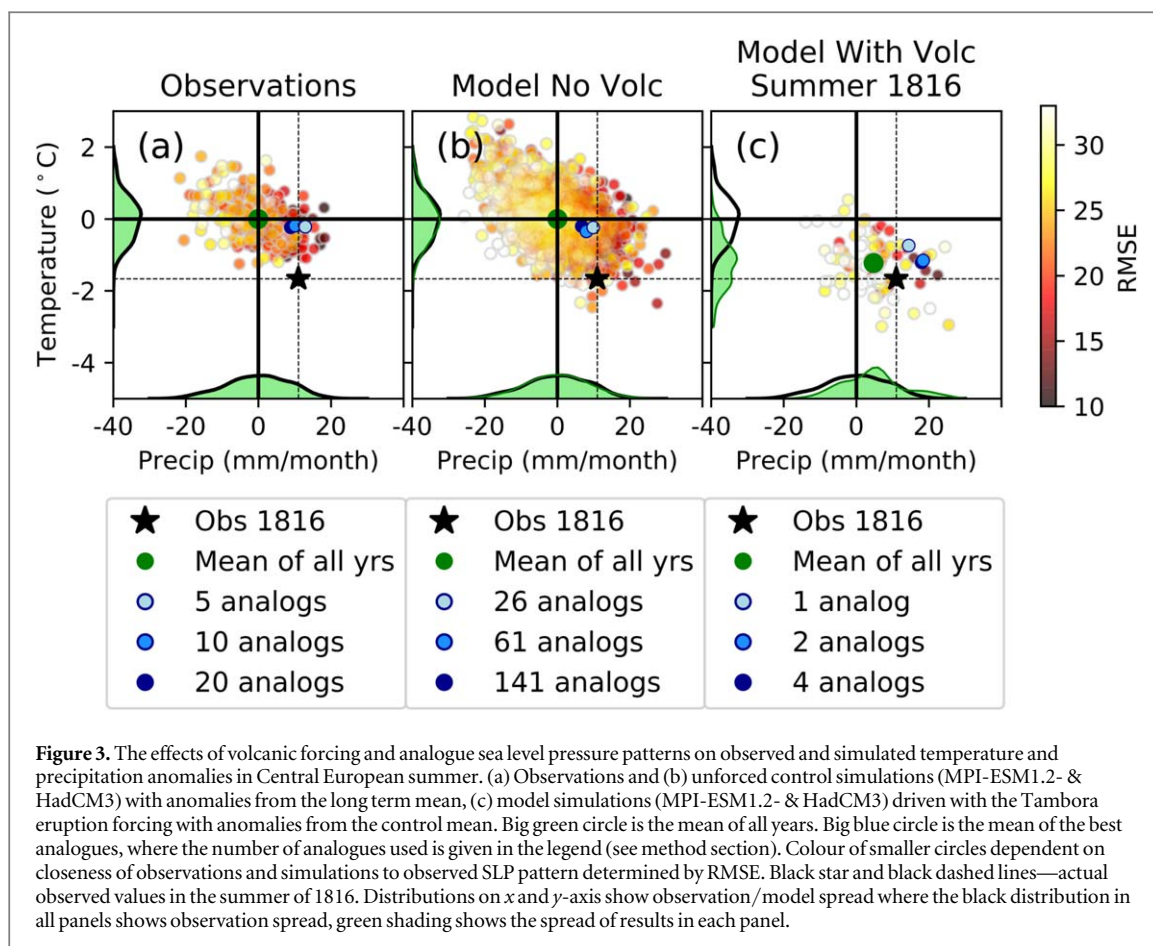 Observations
Model No Volc
Model With Volc
Summer 1816
(a)
(b)
(c)
Temperature (°C)
2
0
-2
-4
-40
-20
0
20
-40
-20
0
20
-40
-20
0
20
Precip (mm/month)
Precip (mm/month)
Precip (mm/month)
30
25
20
15
10
RMSE
Obs 1816
Mean of all yrs
5 analogs
10 analogs
20 analogs
Obs 1816
Mean of all yrs
26 analogs
61 analogs
141 analogs
Obs 1816
Mean of all yrs
1 analog
2 analogs
4 analogs
Figure 3. The effects of volcanic forcing and analogue sea level pressure patterns on observed and simulated temperature and
precipitation anomalies in Central European summer. (a) Observations and (b) unforced control simulations (MPI-ESM1.2- &
HadCM3) with anomalies from the long term mean, (c) model simulations (MPI-ESM1.2- & HadCM3) driven with the Tambora
eruption forcing with anomalies from the control mean. Big green circle is the mean of all years. Big blue circle is the mean of the best
analogues, where the number of analogues used is given in the legend (see method section). Colour of smaller circles dependent on
closeness of observations and simulations to observed SLP pattern determined by RMSE. Black star and black dashed lines—actual
observed values in the summer of 1816. Distributions on x and y-axis show observation/model spread where the black distribution in
all panels shows observation spread, green shading shows the spread of results in each panel.